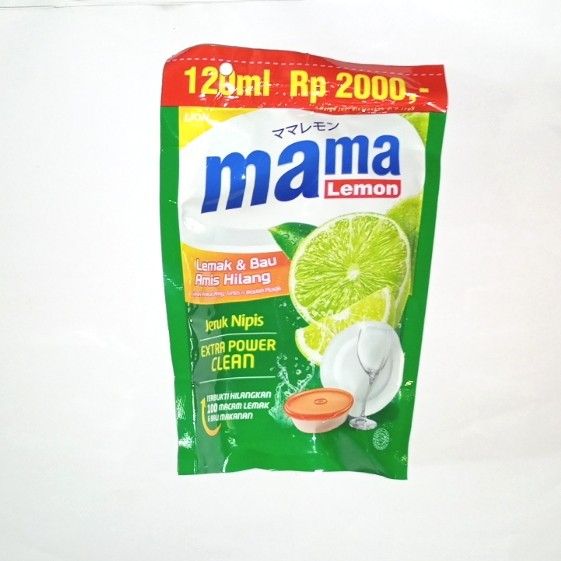 120ml Rp 2000,-
LION
ママレモン
mama
Lemon
Lemak & Bau
Amis Hilang
Jeruk Nipis
EXTRA POWER
CLEAN
TERBUKTI HILANGKAN
100 MACAM LEMAK
& BAU MAKANAN